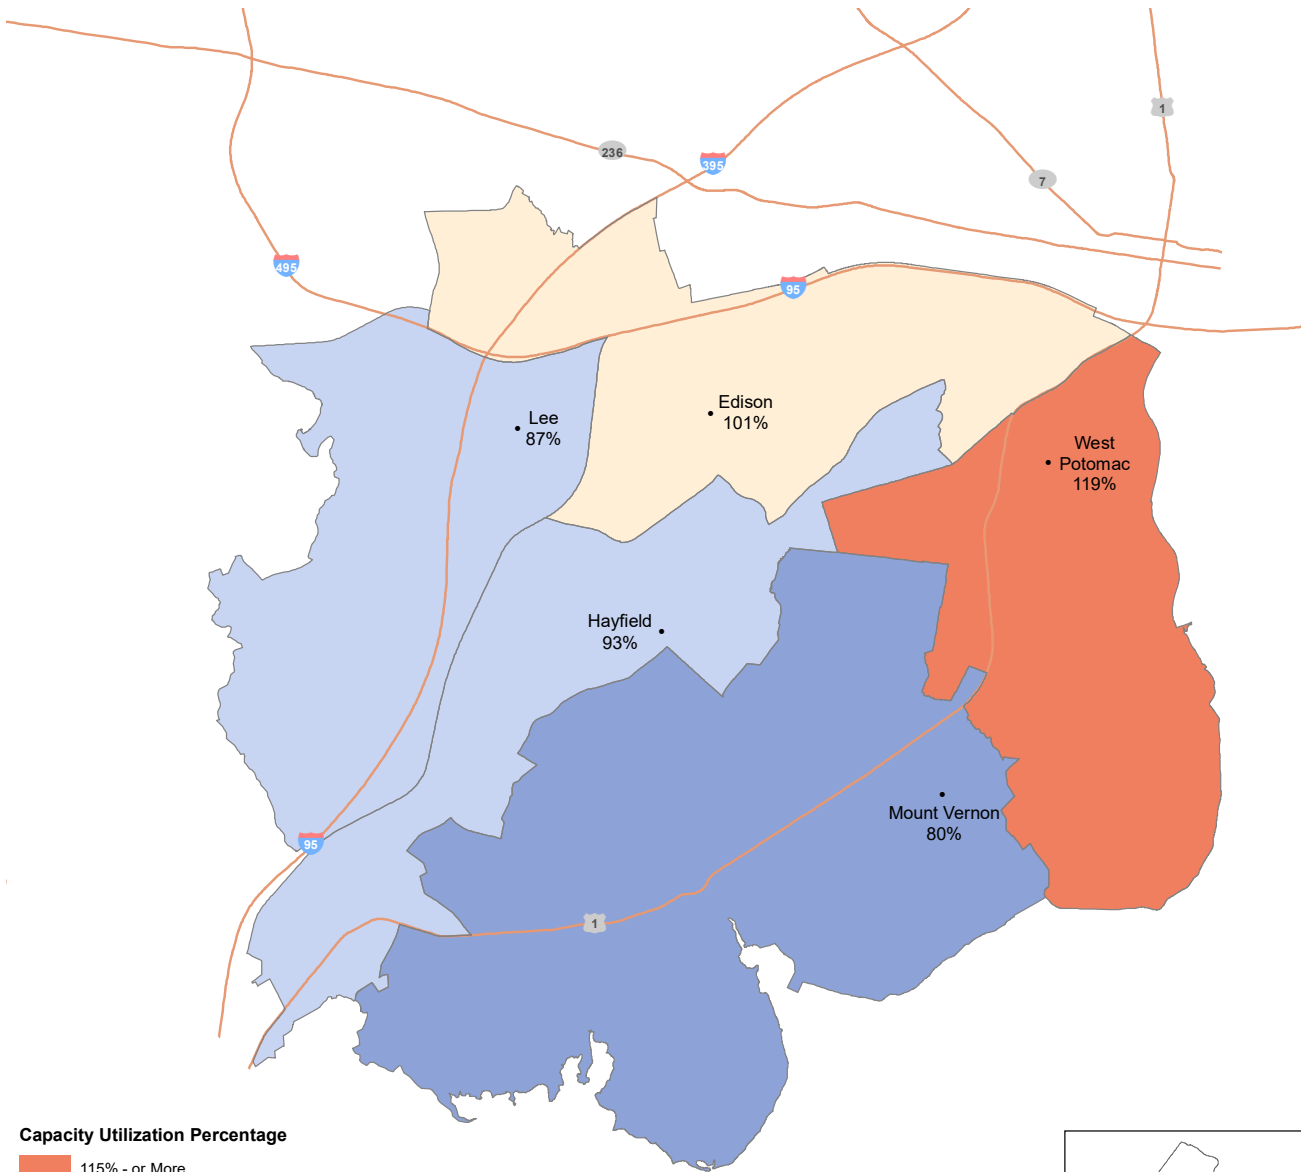 1
236
395
7
495
95
Edison
101%
Lee
87%
West
Potomac
119%
Hayfield
93%
Mount Vernon
80%
95
1
Capacity Utilization Percentage
115% - or More